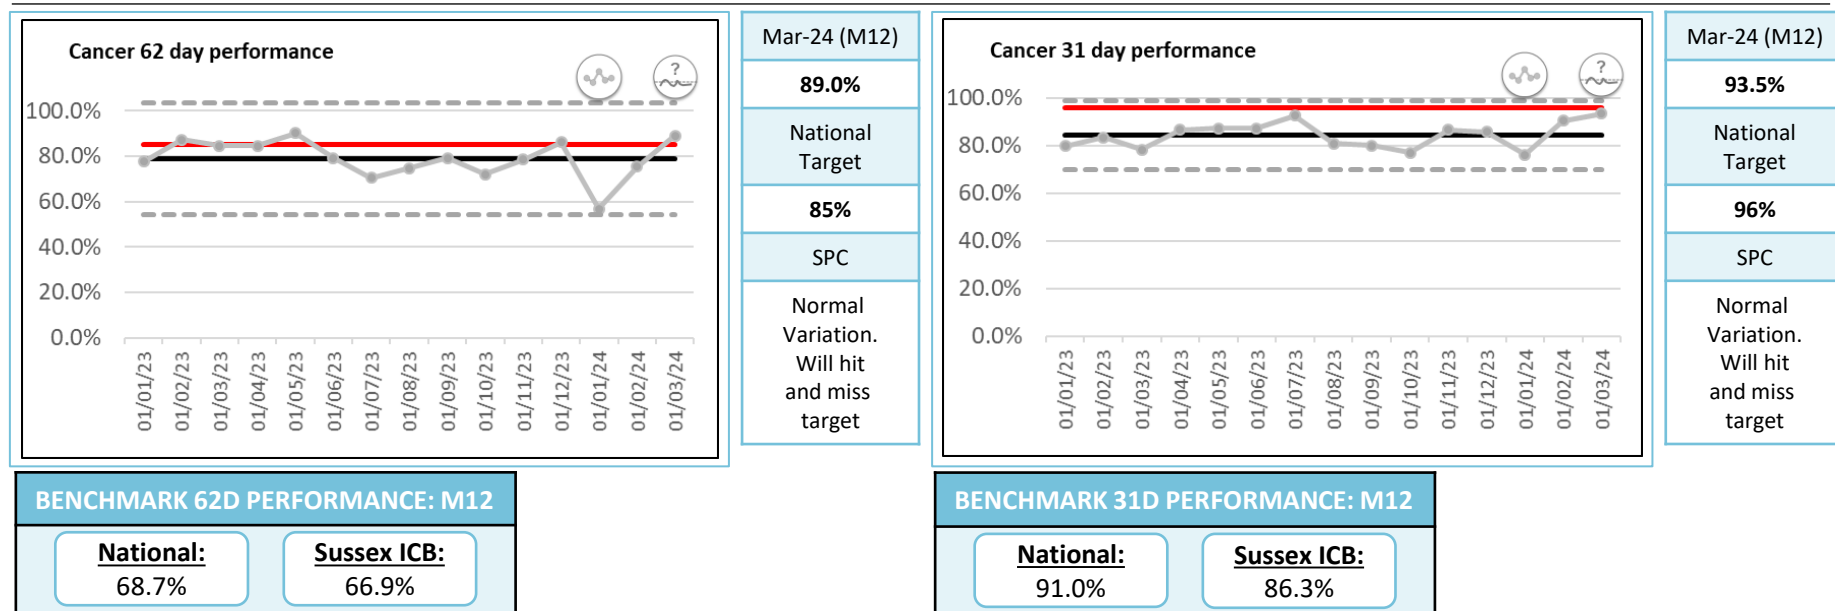 Cancer 62 day performance
?
100.0%
80.0%
60.0%
40.0%
20.0%
0.0%
01/01/23
01/02/23
01/03/23
01/04/23
01/05/23
01/06/23
01/07/23
01/08/23
01/09/23
01/10/23
01/11/23
01/12/23
01/01/24
01/02/24
01/03/24
Mar-24 (M12)
89.0%
National
Target
85%
SPC
Normal
Variation.
Will hit
and miss
target
BENCHMARK 62D PERFORMANCE: M12
National:
68.7%
Sussex ICB:
66.9%
Cancer 31 day performance
?
100.0%
80.0%
60.0%
40.0%
20.0%
0.0%
01/01/23
01/02/23
01/03/23
01/04/23
01/05/23
01/06/23
01/07/23
01/08/23
01/09/23
01/10/23
01/11/23
01/12/23
01/01/24
01/02/24
01/03/24
Mar-24 (M12)
93.5%
National
Target
96%
SPC
Normal
Variation.
Will hit
and miss
target
BENCHMARK 31D PERFORMANCE: M12
National:
91.0%
Sussex ICB:
86.3%